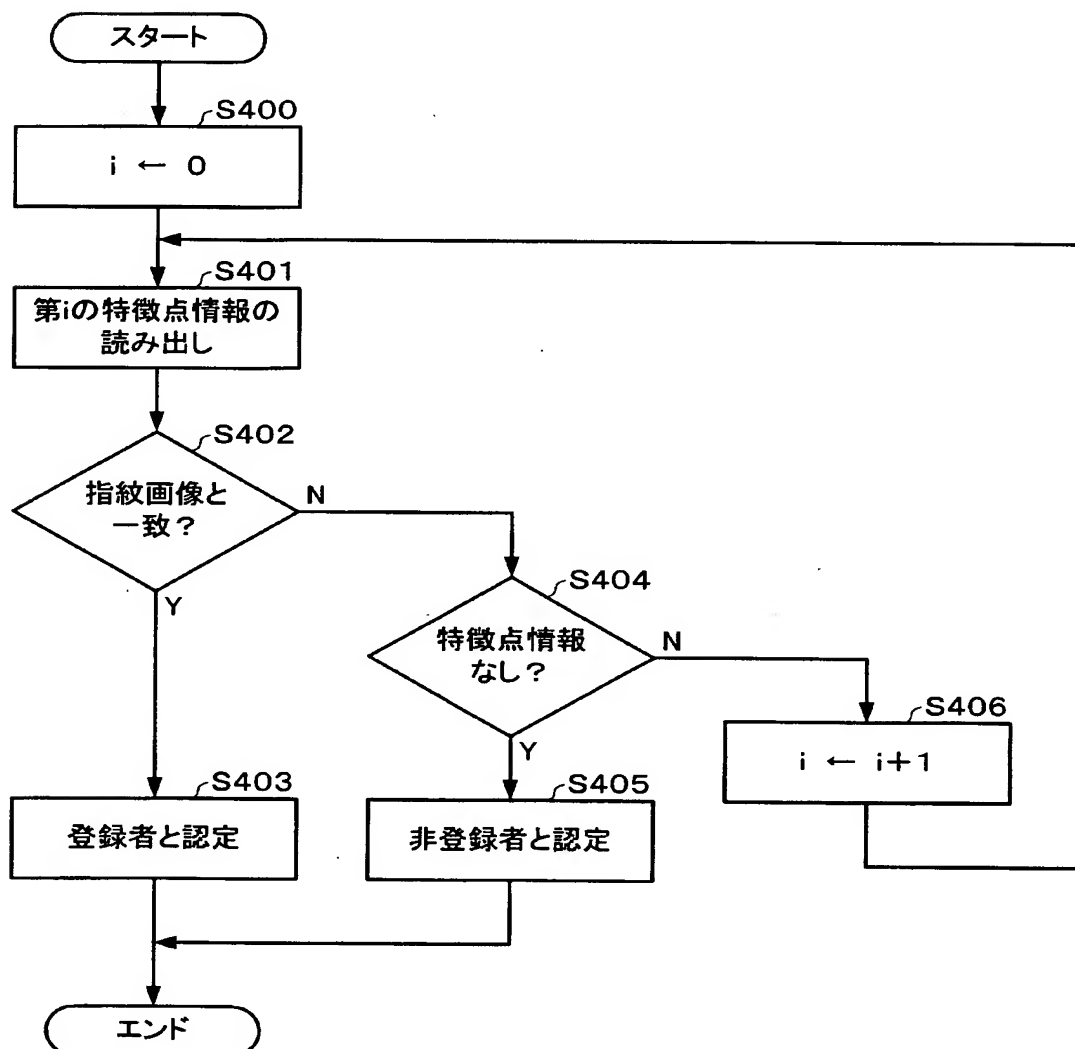 スタート
S400
i ← 0
S401
第iの特徴点情報の
読み出し
S402
指紋画像と
一致？
N
Y
S404
特徴点情報
なし？
N
Y
S406
i ← i+1
S403
登録者と認定
S405
非登録者と認定
エンド